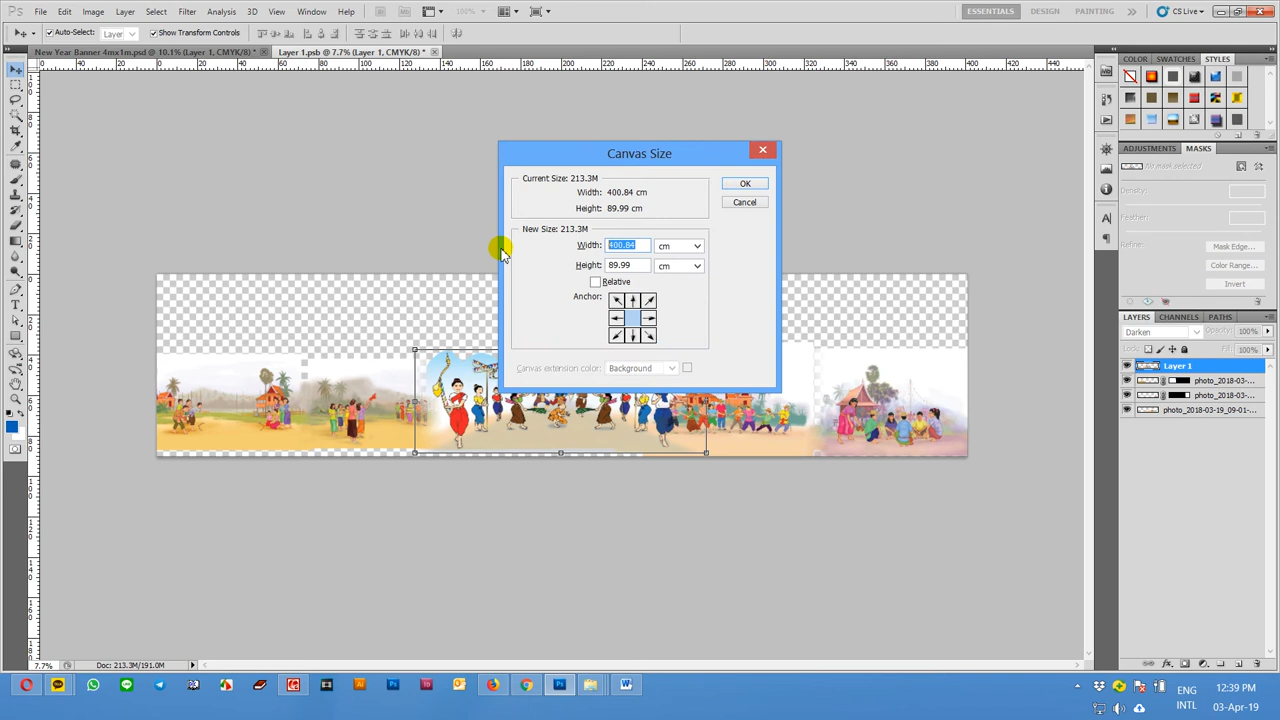 File Edit Image Layer Select Filter Analysis 3D View Window Help 100% ESSENTIALS DESIGN PAINTING CS Live
Auto-Select: Layer Show Transform Controls
New Year Banner 4mx1m.psd @ 10.1% (Layer 1, CMYK/8) * Layer 1.psb @ 7.7% (Layer 1, CMYK/8) *
COLOR SWATCHES STYLES
ADJUSTMENTS MASKS
No mask selected
Density:
Feather:
Refine: Mask Edge...
Color Range...
Invert
LAYERS CHANNELS PATHS
Darken Opacity: 100%
Lock: Fill: 100%
Layer 1
photo_2018-03-...
photo_2018-03-...
photo_2018-03-19_09-01-...
Canvas Size
Current Size: 213.3M
Width: 400.84 cm
Height: 89.99 cm
OK
Cancel
New Size: 213.3M
Width: 400.84 cm
Height: 89.99 cm
Relative
Anchor:
Canvas extension color: Background
7.7% Doc: 213.3M/191.0M
ENG 12:39 PM
INTL 03-Apr-19